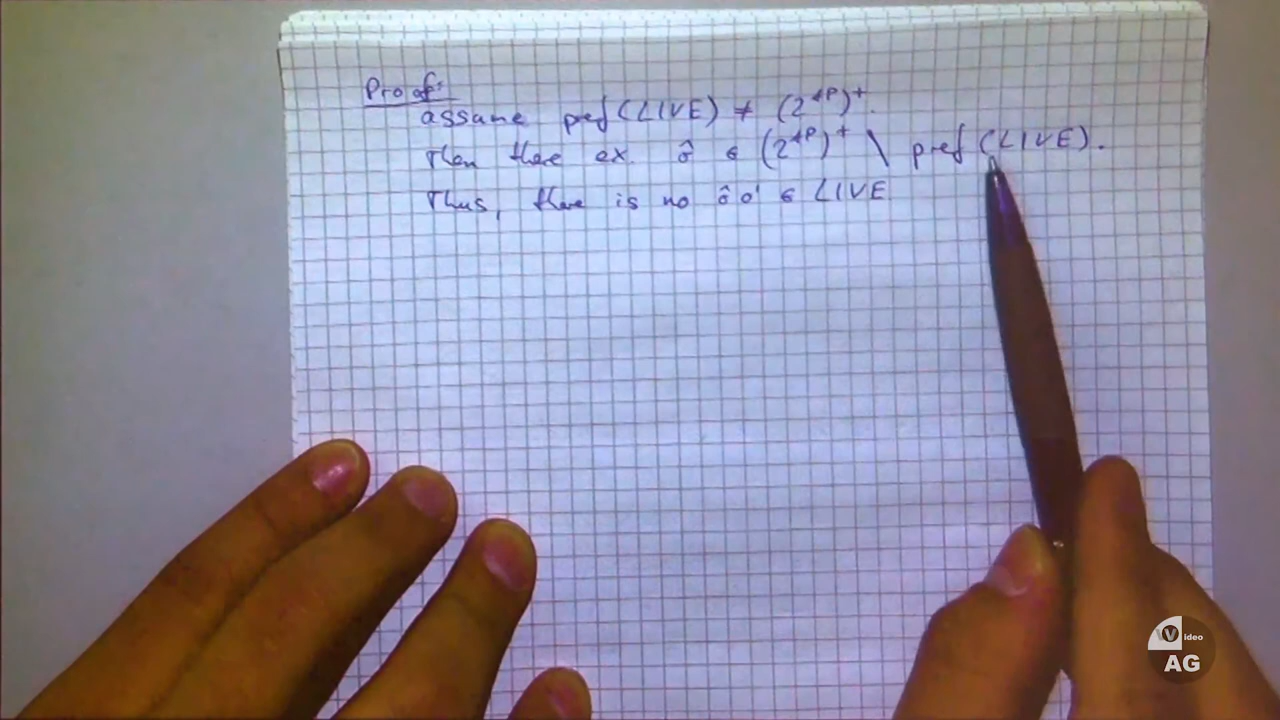 Proof:
assume pref(LIVE) ≠ (2^AP)^+.
Then there ex. σ̂ ∈ (2^AP)^+ \ pref(LIVE).
Thus, there is no σ̂σ' ∈ LIVE
Video
AG